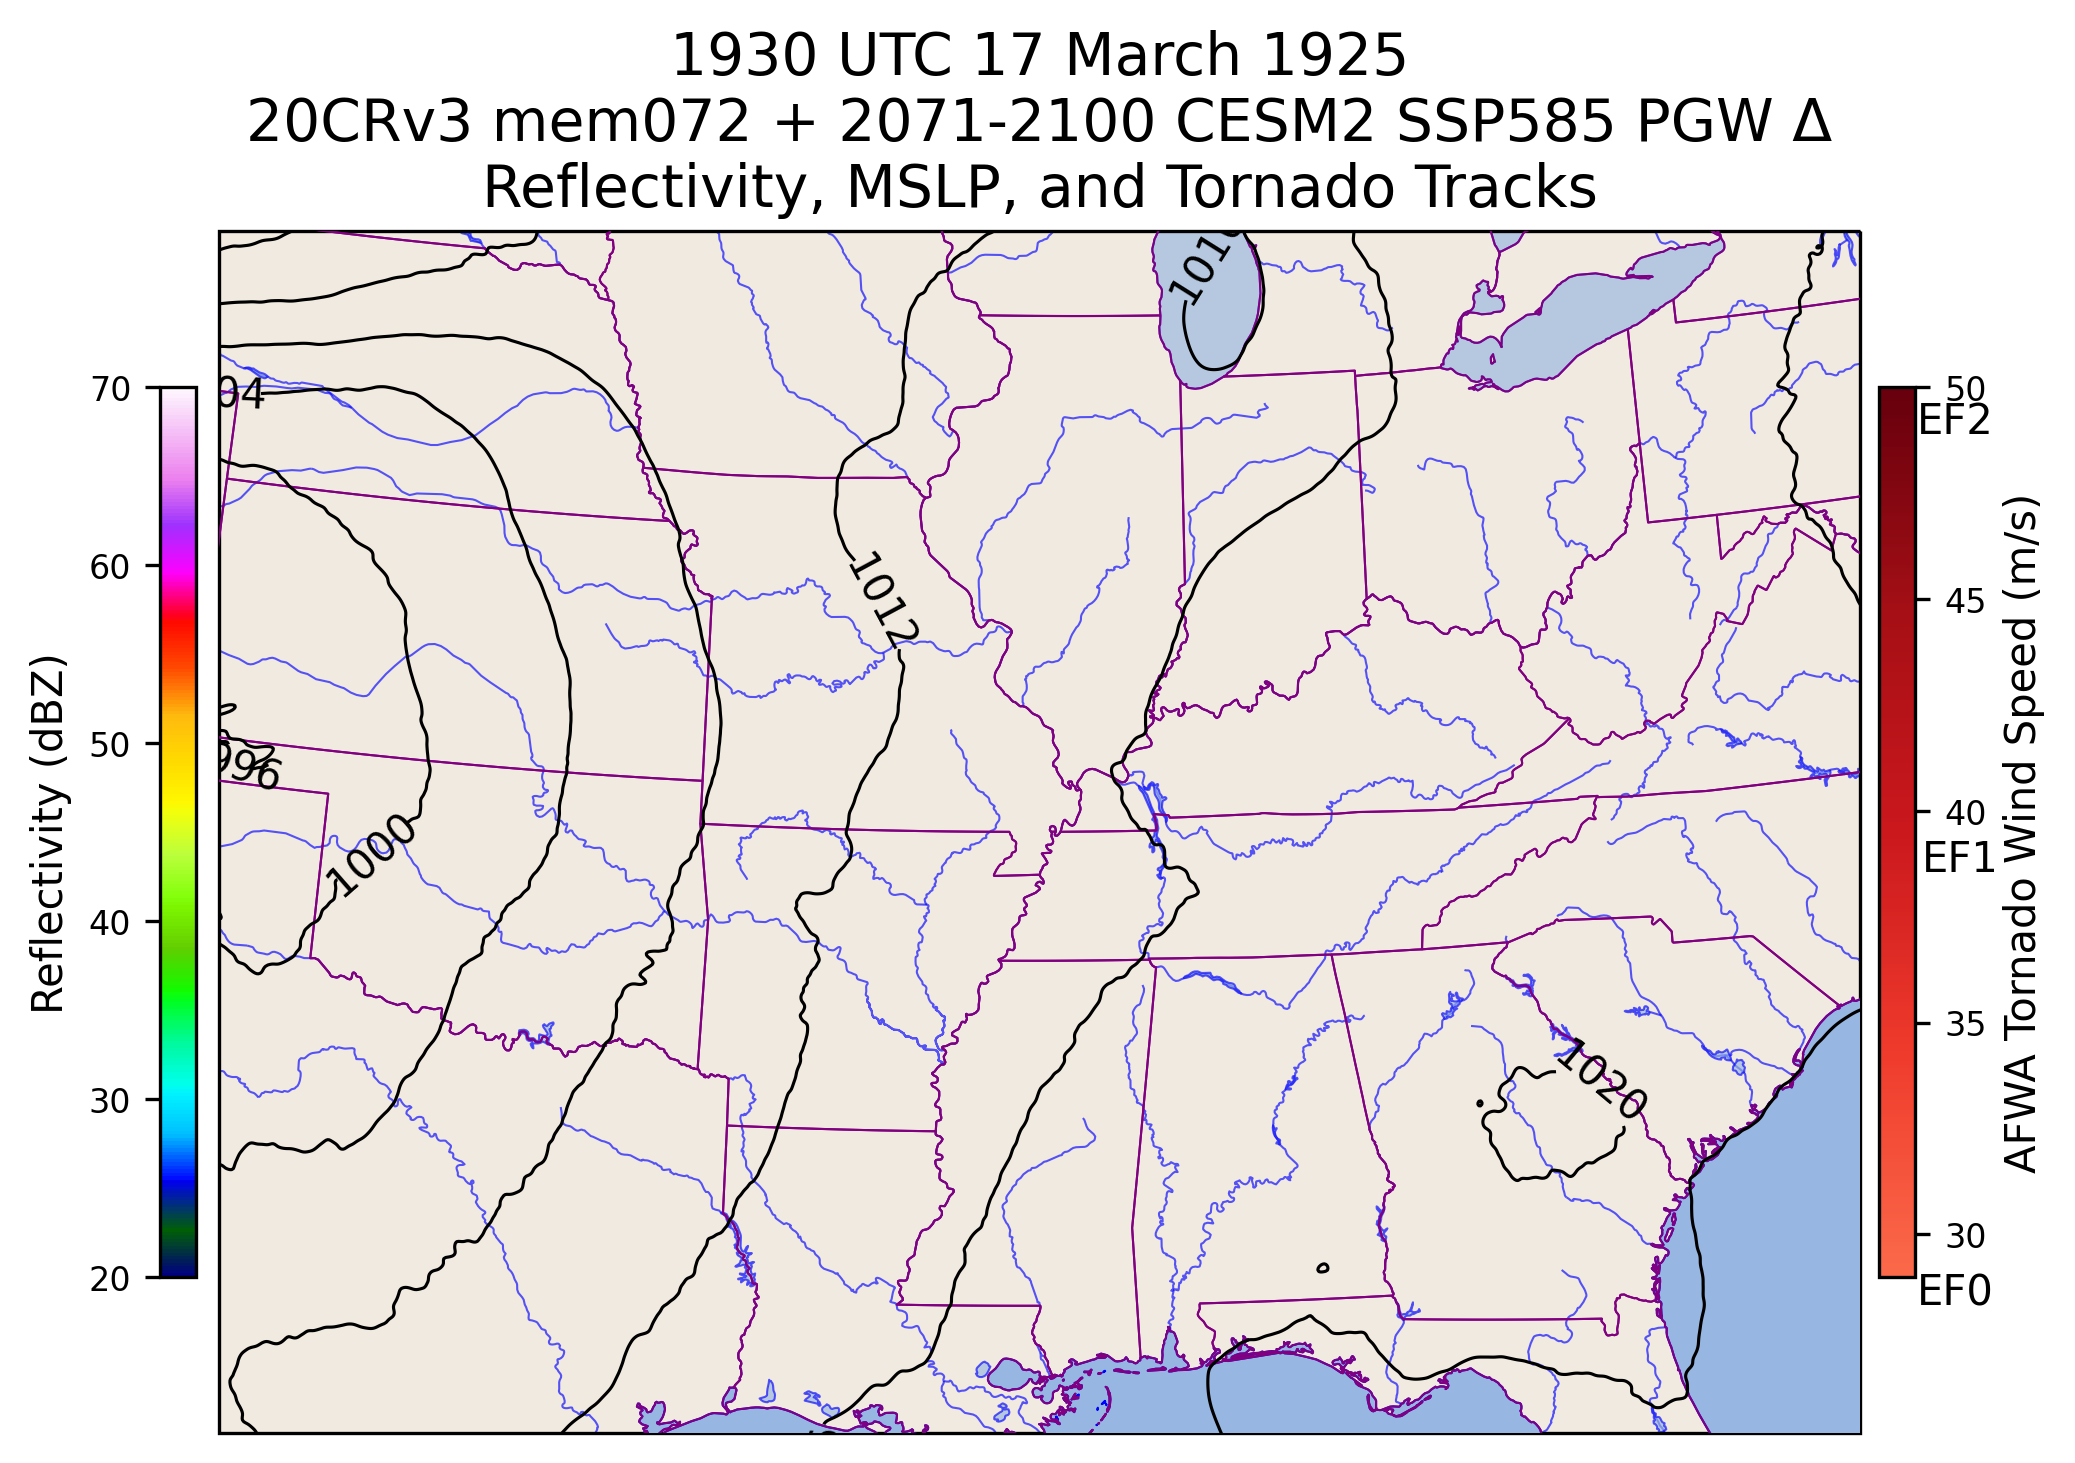 1930 UTC 17 March 1925
20CRv3 mem072 + 2071-2100 CESM2 SSP585 PGW Δ
Reflectivity, MSLP, and Tornado Tracks
70
60
50
40
30
20
Reflectivity (dBZ)
04
996
1000
1012
1020
50
EF2
45
40
EF1
35
30
EF0
AFWA Tornado Wind Speed (m/s)